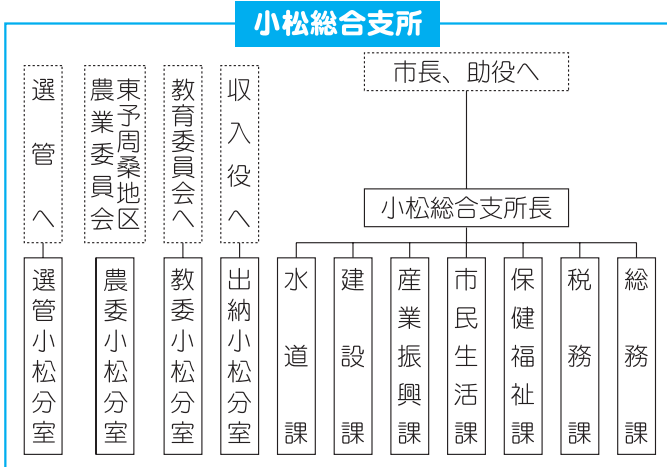 小松総合支所
市長、助役へ
小松総合支所長
総務課
税務課
保健福祉課
市民生活課
産業振興課
建設課
水道課
収入役へ
出納小松分室
教育委員会へ
教委小松分室
東予周桑地区
農業委員会
農委小松分室
選管へ
選管小松分室